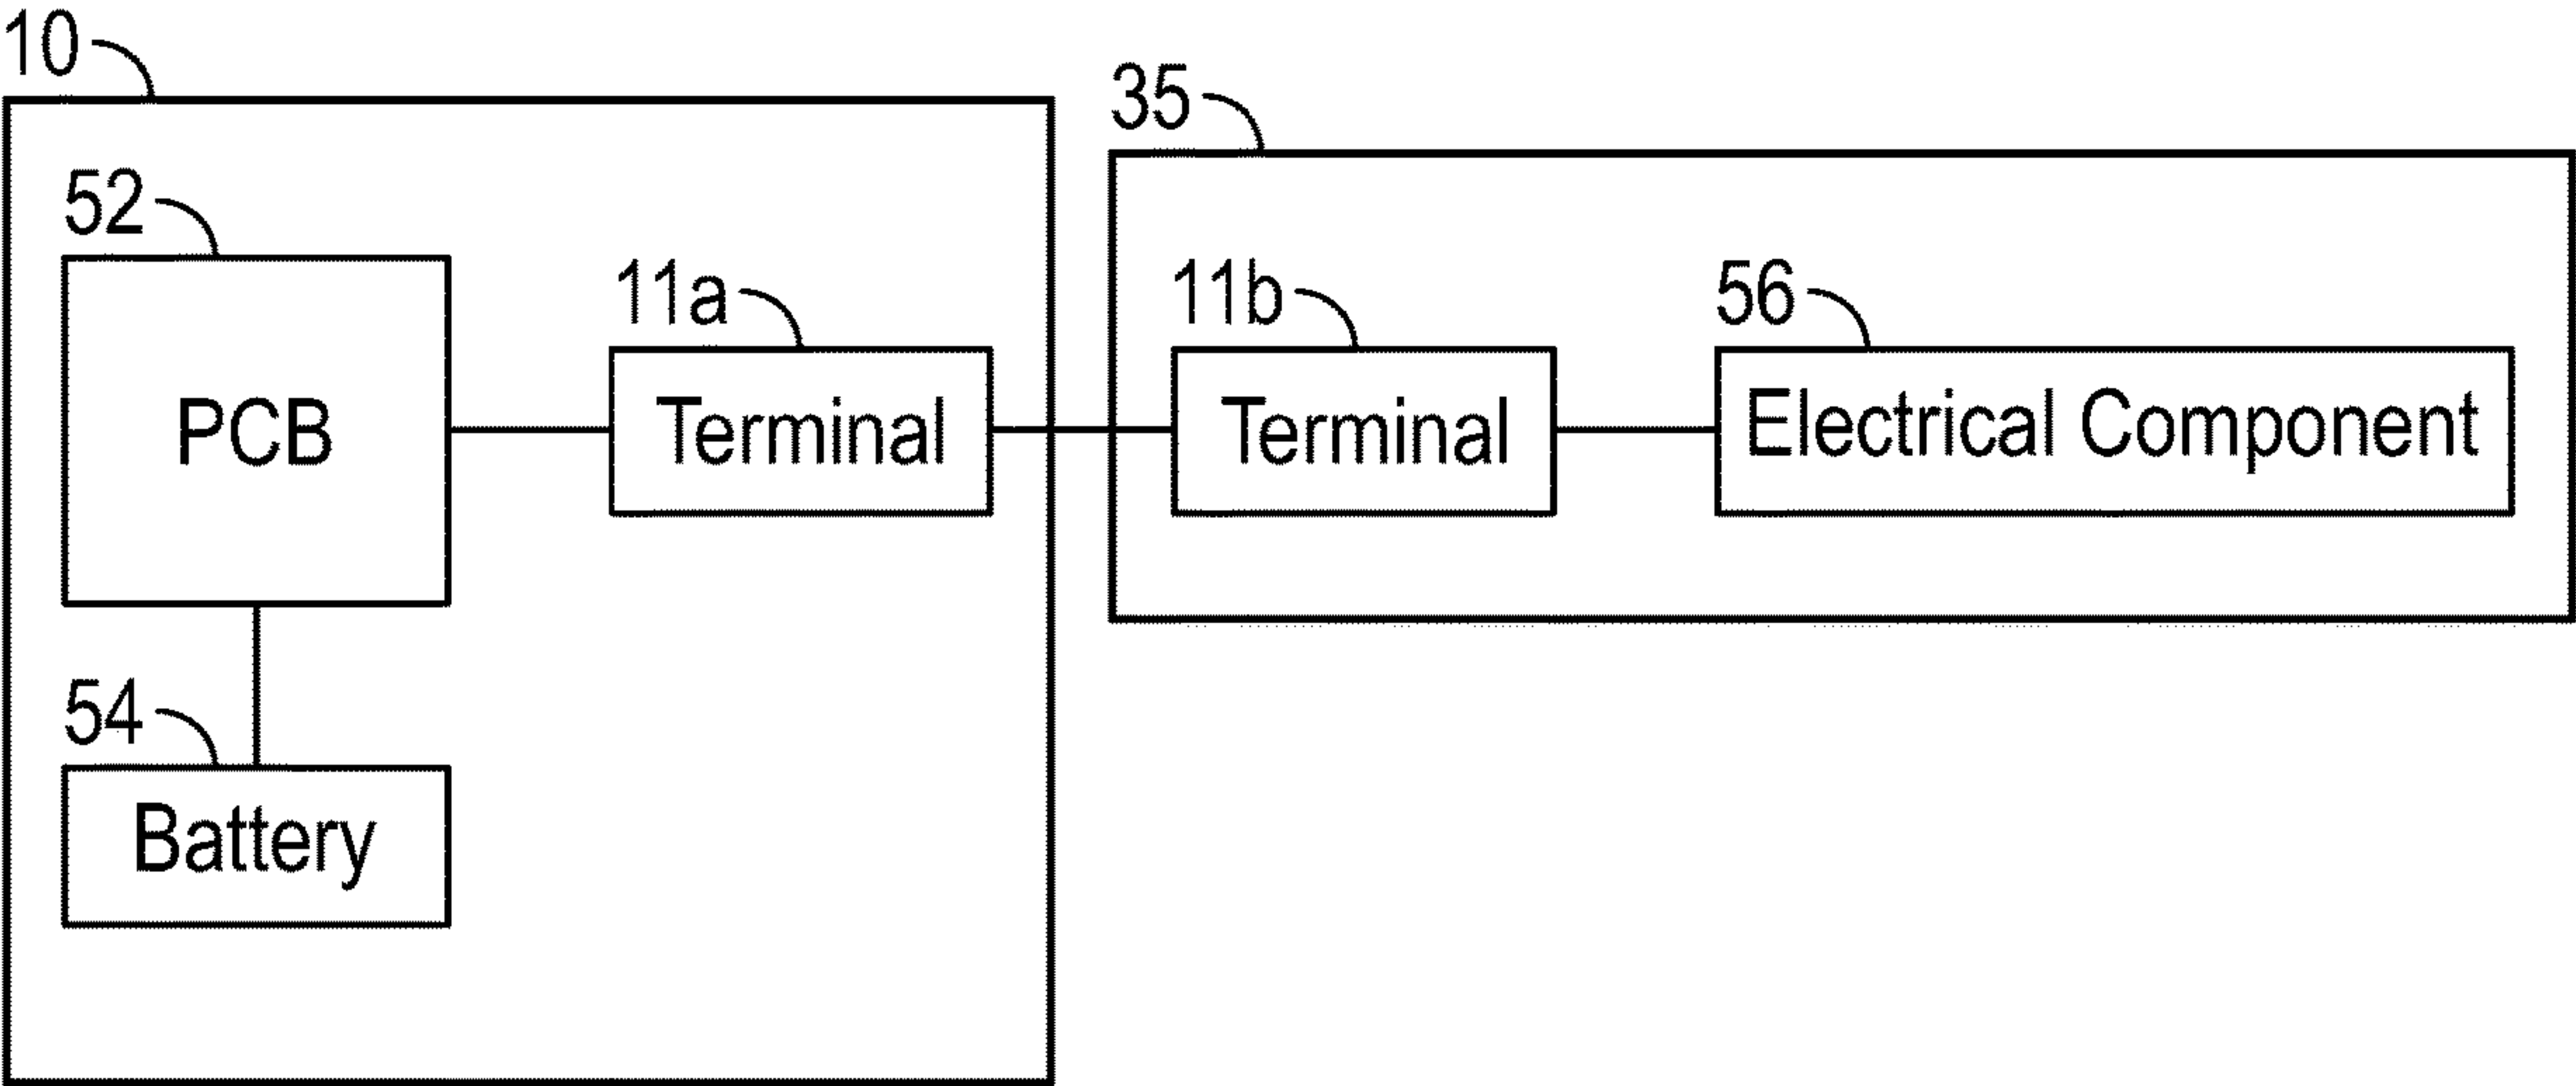 10
35
52
11a
11b
56
PCB
Terminal
Terminal
Electrical Component
54
Battery